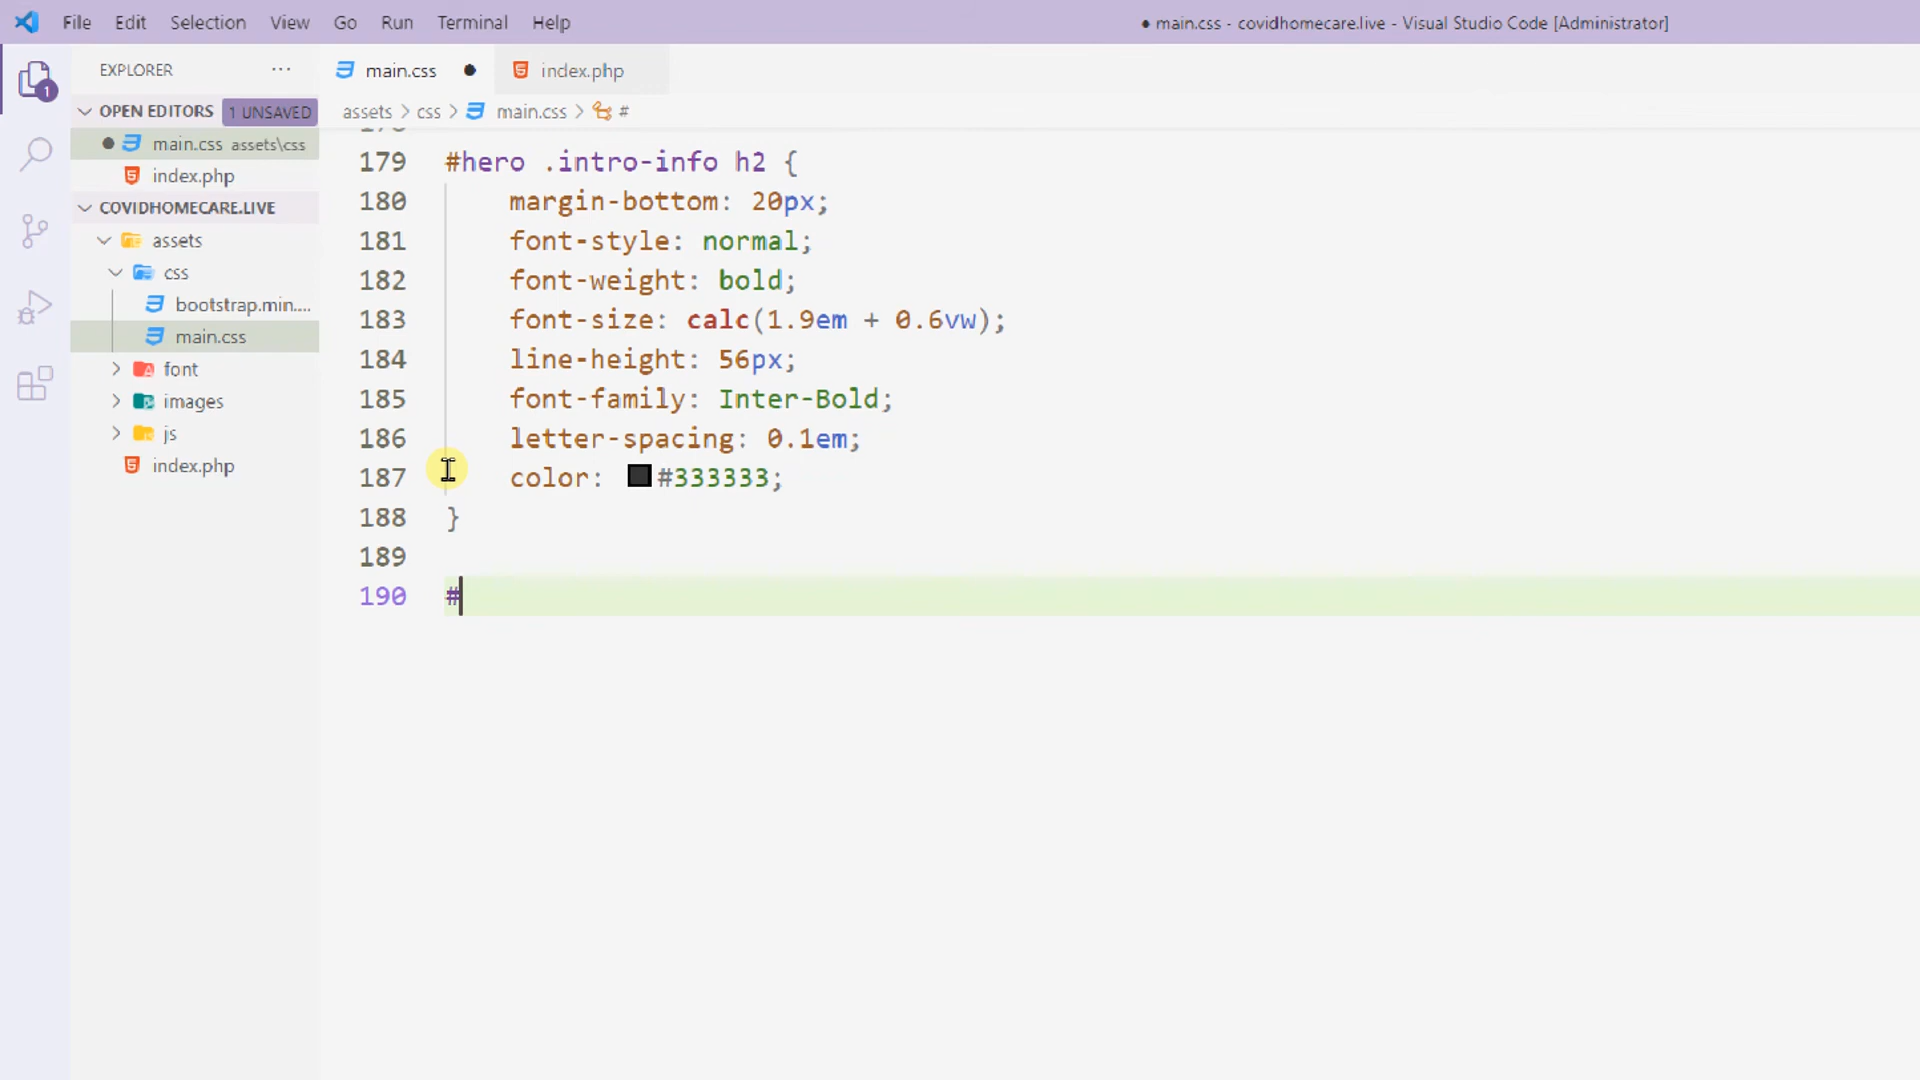 File Edit Selection View Go Run Terminal Help
● main.css - covidhomecare.live - Visual Studio Code [Administrator]
1
EXPLORER ···
OPEN EDITORS 1 UNSAVED
main.css assets\css
index.php
COVIDHOMECARE.LIVE
assets
css
bootstrap.min....
main.css
font
images
js
index.php
main.css ●
index.php
assets > css > main.css > #
179 #hero .intro-info h2 {
180 margin-bottom: 20px;
181 font-style: normal;
182 font-weight: bold;
183 font-size: calc(1.9em + 0.6vw);
184 line-height: 56px;
185 font-family: Inter-Bold;
186 letter-spacing: 0.1em;
187 color: #333333;
188 }
189
190 #